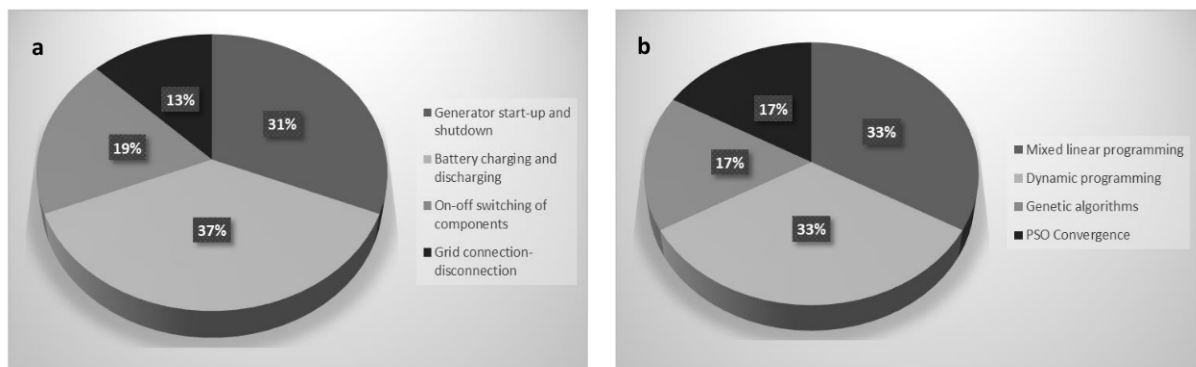 a
13%
31%
19%
37%
Generator start-up and
shutdown
Battery charging and
discharging
On-off switching of
components
Grid connection-
disconnection
b
17%
33%
17%
33%
Mixed linear programming
Dynamic programming
Genetic algorithms
PSO Convergence